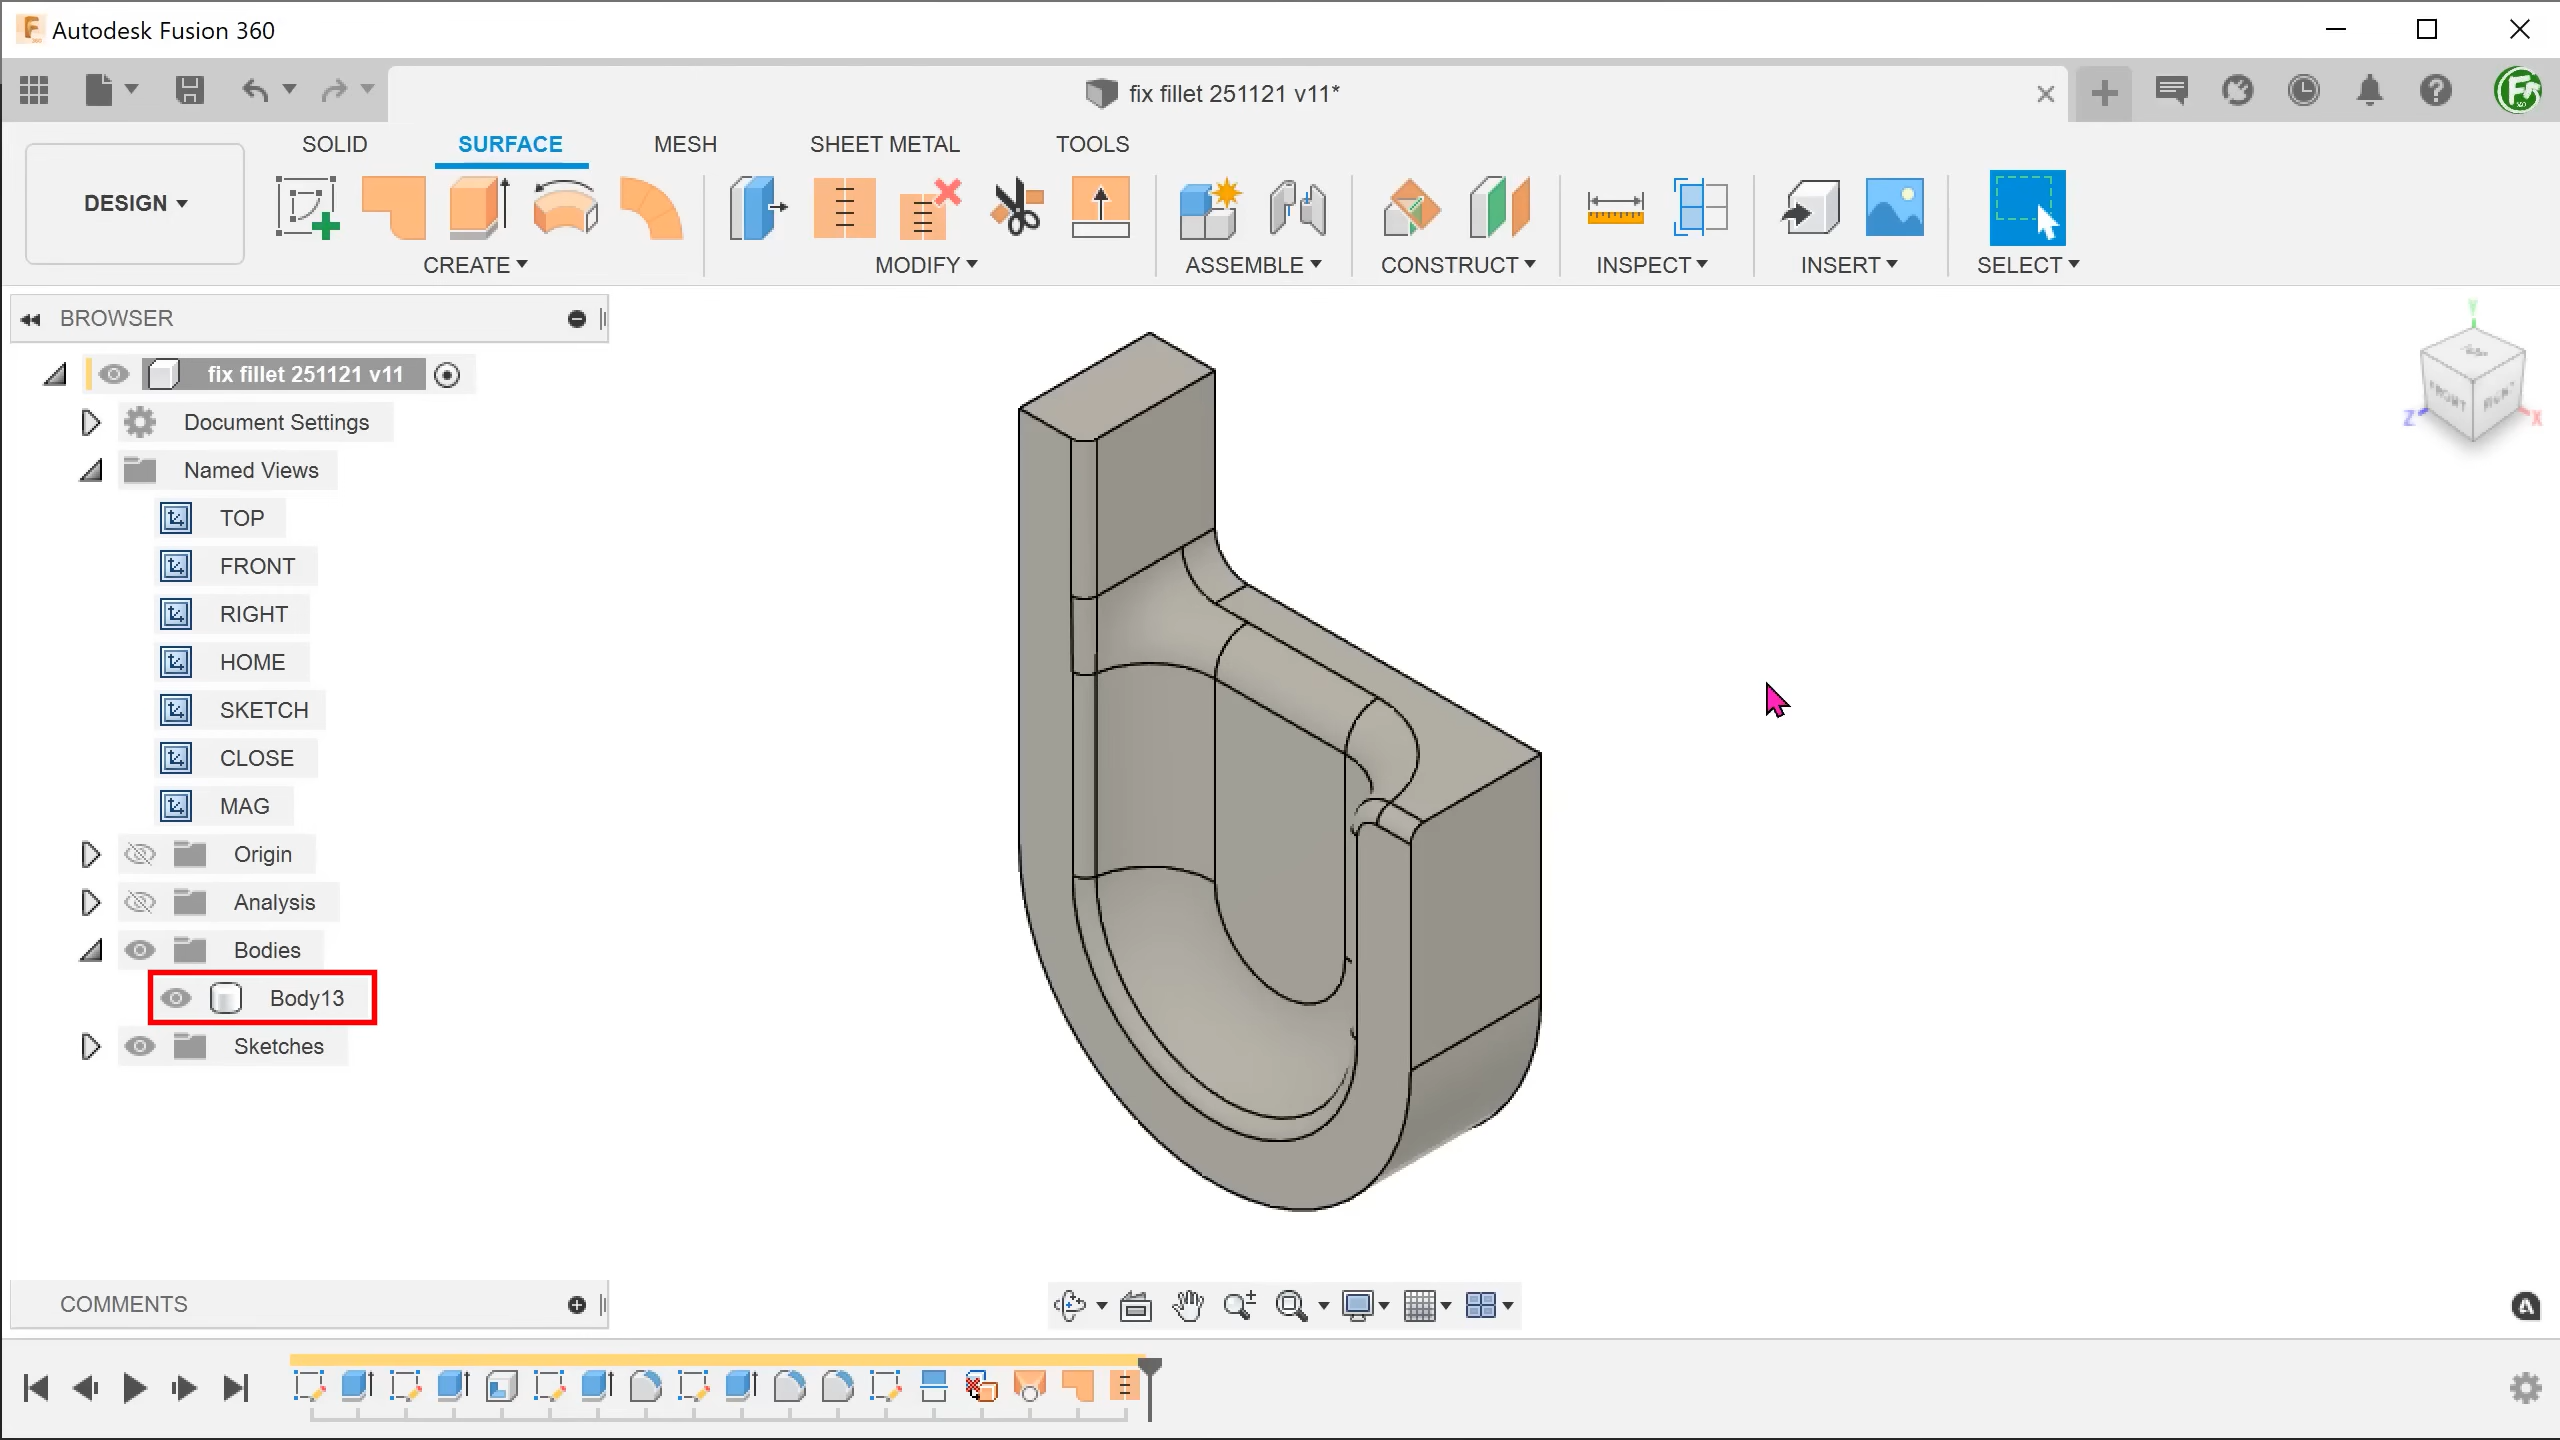 Autodesk Fusion 360
fix fillet 251121 v11*
SOLID
SURFACE
MESH
SHEET METAL
TOOLS
DESIGN
CREATE
MODIFY
ASSEMBLE
CONSTRUCT
INSPECT
INSERT
SELECT
BROWSER
fix fillet 251121 v11
Document Settings
Named Views
TOP
FRONT
RIGHT
HOME
SKETCH
CLOSE
MAG
Origin
Analysis
Bodies
Body13
Sketches
Y
FRONT
RIGHT
Z
X
COMMENTS